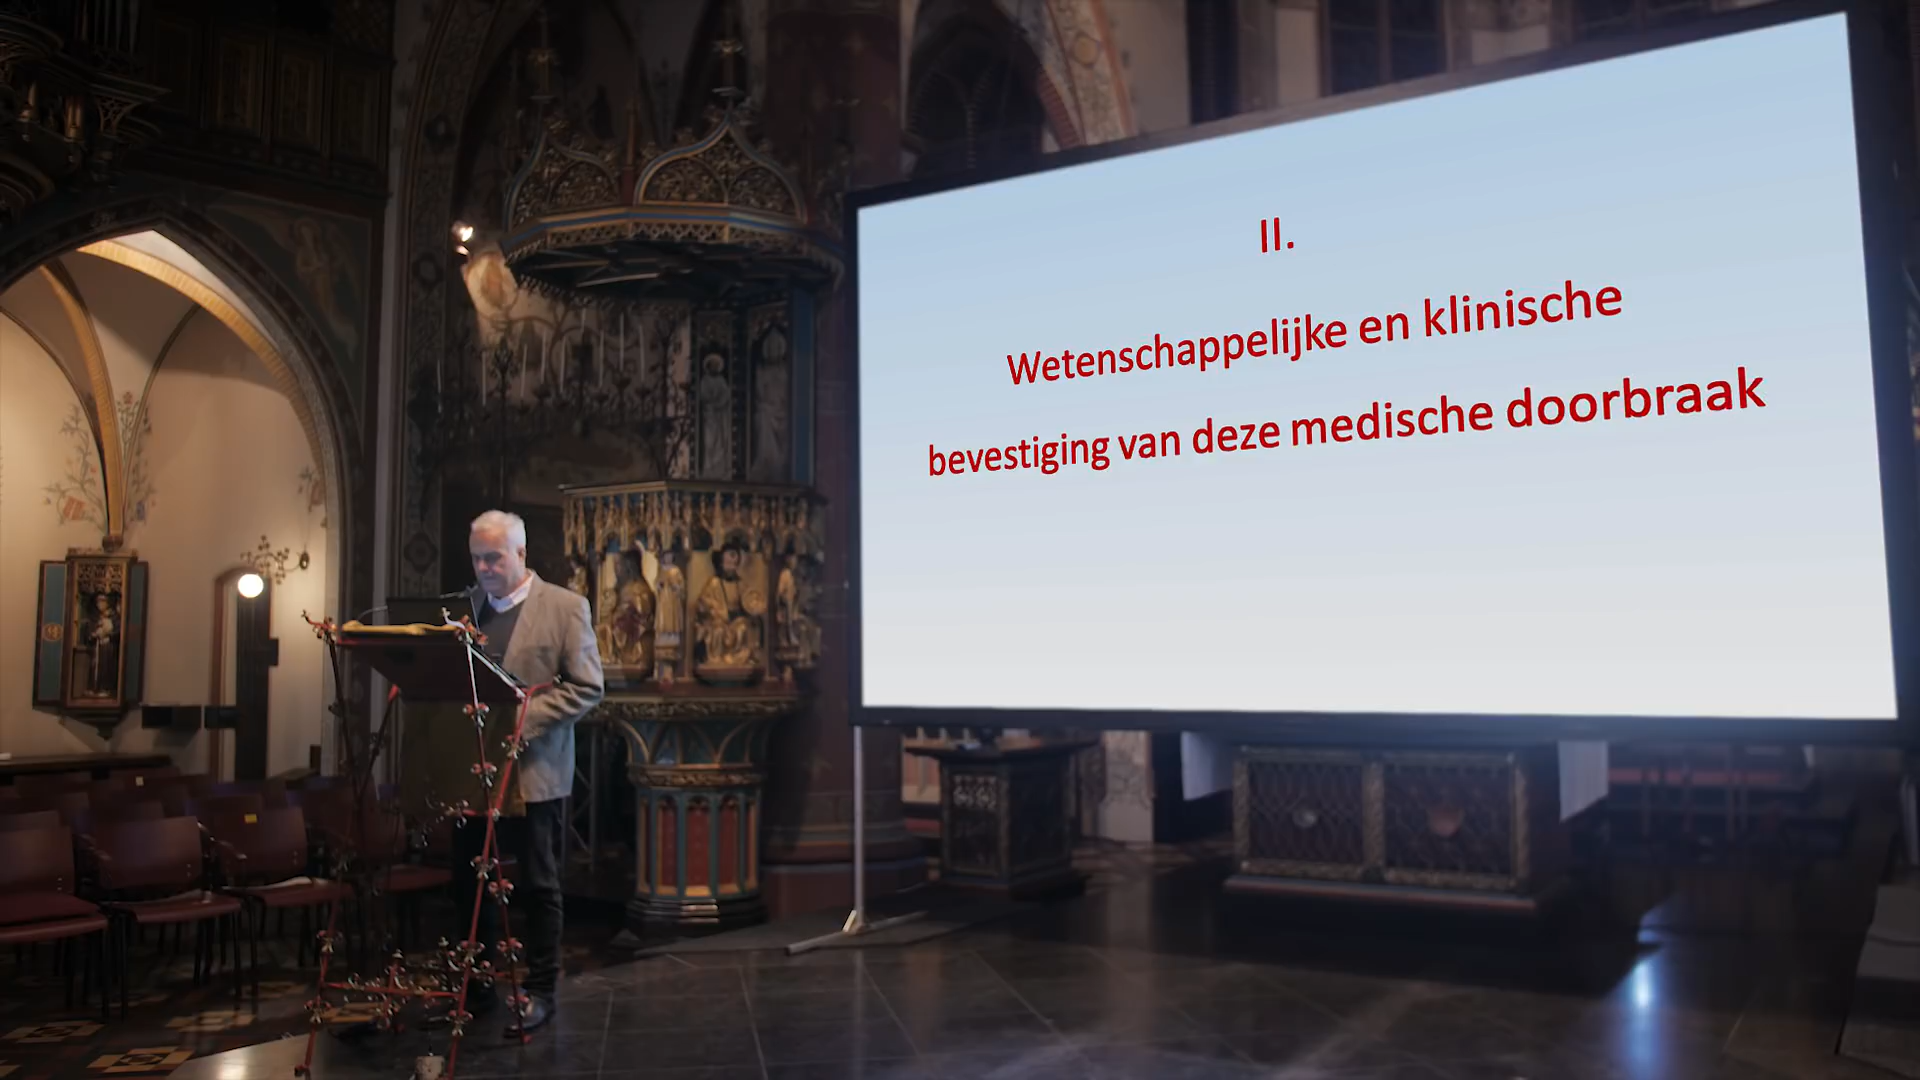 II.
Wetenschappelijke en klinische
bevestiging van deze medische doorbraak